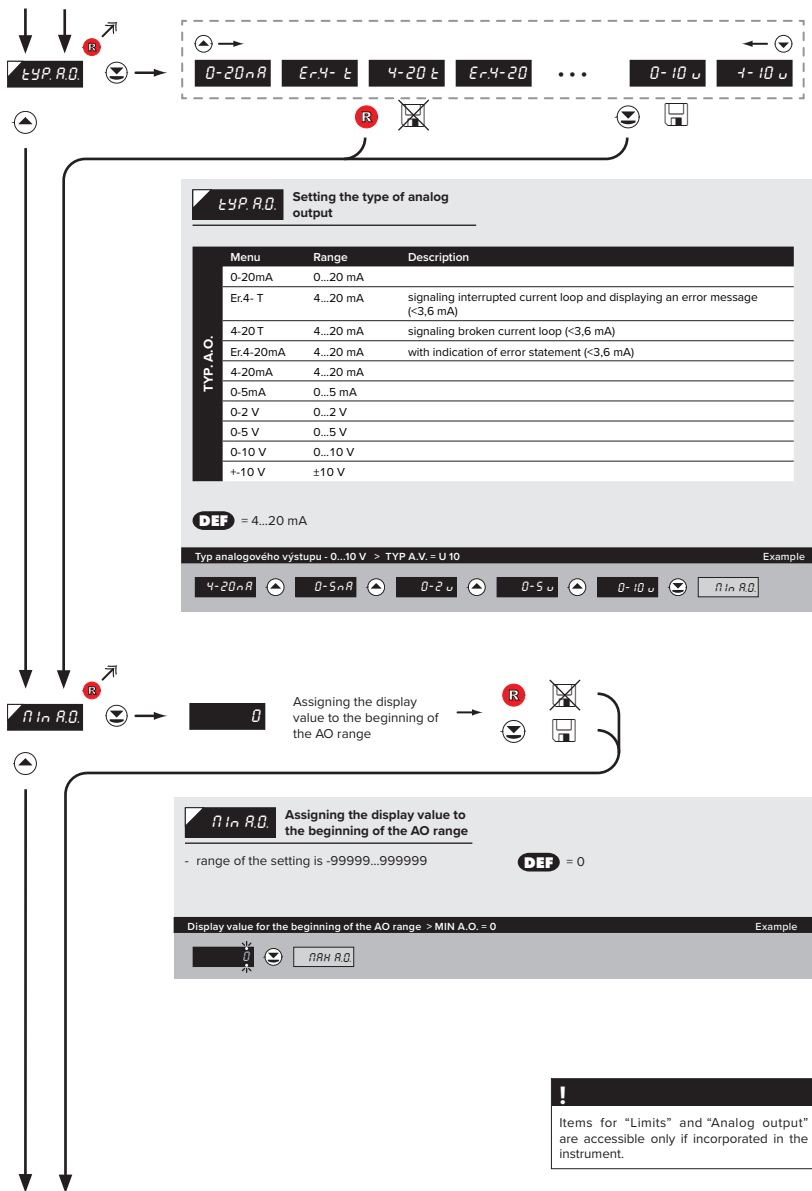 R
tYP. A.O.
0-20mA Er.4- t 4-20 t Er.4-20 ... 0-10 u +-10 u
R
tYP. A.O. Setting the type of analog
output
TYP. A.O.
Menu Range Description
0-20mA 0...20 mA
Er.4- T 4...20 mA signaling interrupted current loop and displaying an error message
(<3,6 mA)
4-20 T 4...20 mA signaling broken current loop (<3,6 mA)
Er.4-20mA 4...20 mA with indication of error statement (<3,6 mA)
4-20mA 4...20 mA
0-5mA 0...5 mA
0-2 V 0...2 V
0-5 V 0...5 V
0-10 V 0...10 V
+-10 V ±10 V
DEF = 4...20 mA
Typ analogového výstupu - 0...10 V > TYP A.V. = U 10 Example
4-20mA 0-5mA 0-2 u 0-5 u 0-10 u MIn A.O.
R
MIn A.O. 0
Assigning the display
value to the beginning of
the AO range
R
MIn A.O. Assigning the display value to
the beginning of the AO range
- range of the setting is -99999...999999 DEF = 0
Display value for the beginning of the AO range > MIN A.O. = 0 Example
0 MAX A.O.
!
Items for “Limits” and “Analog output”
are accessible only if incorporated in the
instrument.